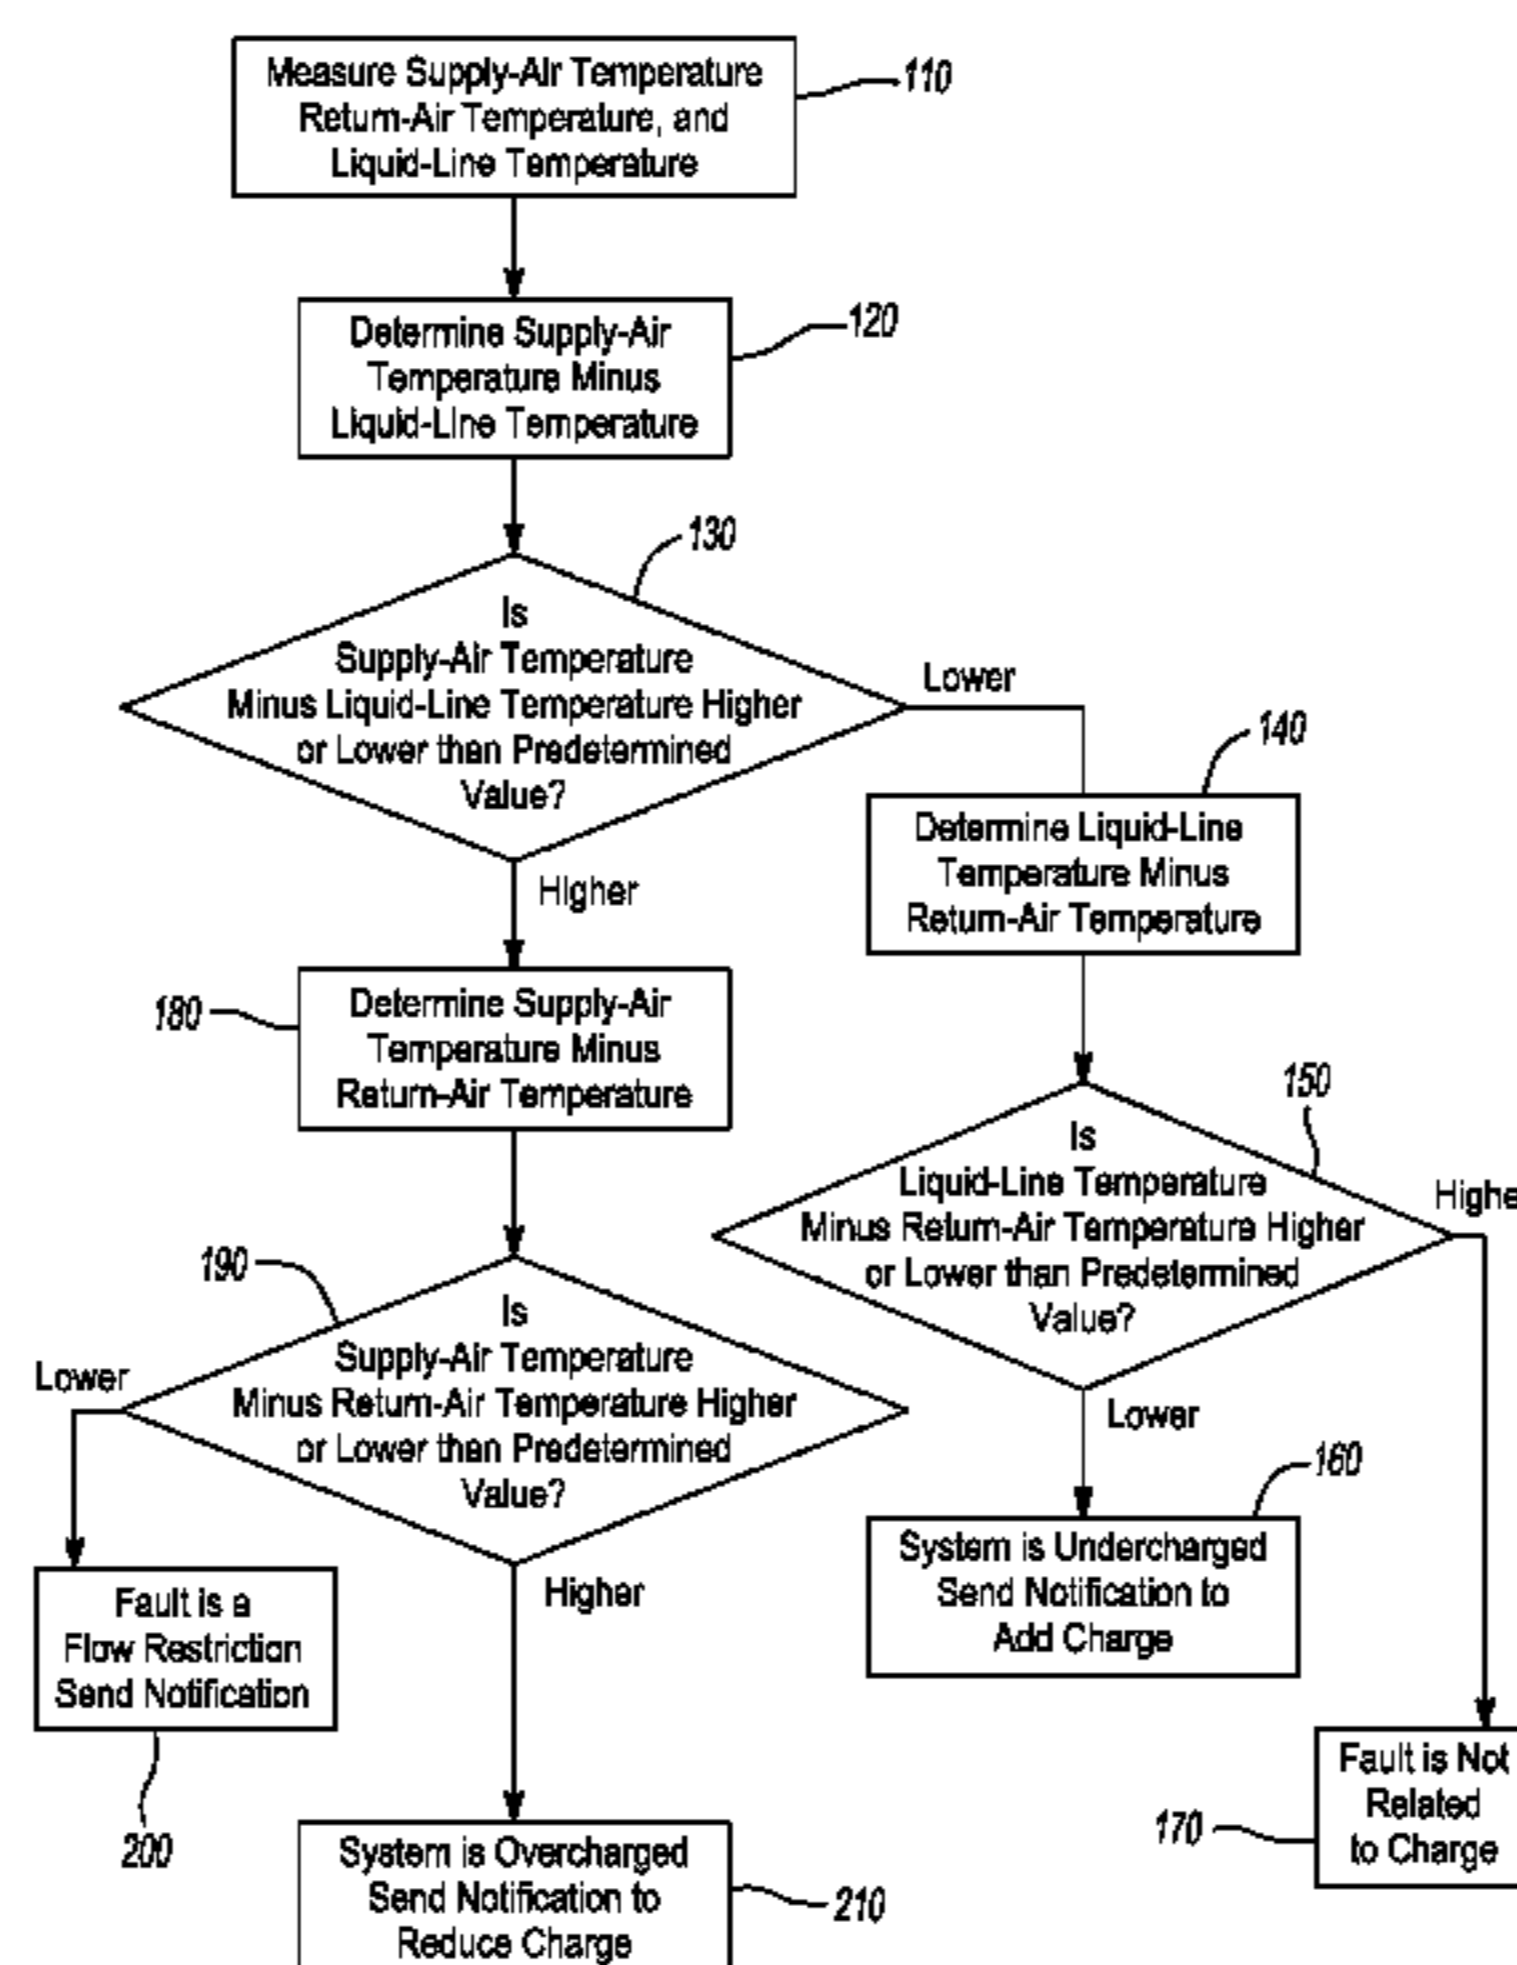 Measure Supply-Air Temperature
Return-Air Temperature, and
Liquid-Line Temperature
110
Determine Supply-Air
Temperature Minus
Liquid-Line Temperature
120
130
Is
Supply-Air Temperature
Minus Liquid-Line Temperature Higher
or Lower than Predetermined
Value?
Lower
Higher
140
Determine Liquid-Line
Temperature Minus
Return-Air Temperature
180
Determine Supply-Air
Temperature Minus
Return-Air Temperature
150
Is
Liquid-Line Temperature
Minus Return-Air Temperature Higher
or Lower than Predetermined
Value?
Highe
Lower
190
Is
Supply-Air Temperature
Minus Return-Air Temperature Higher
or Lower than Predetermined
Value?
Lower
Higher
160
System is Undercharged
Send Notification to
Add Charge
Fault is a
Flow Restriction
Send Notification
200
Fault is Not
Related
to Charge
170
System is Overcharged
Send Notification to
Reduce Charge
210